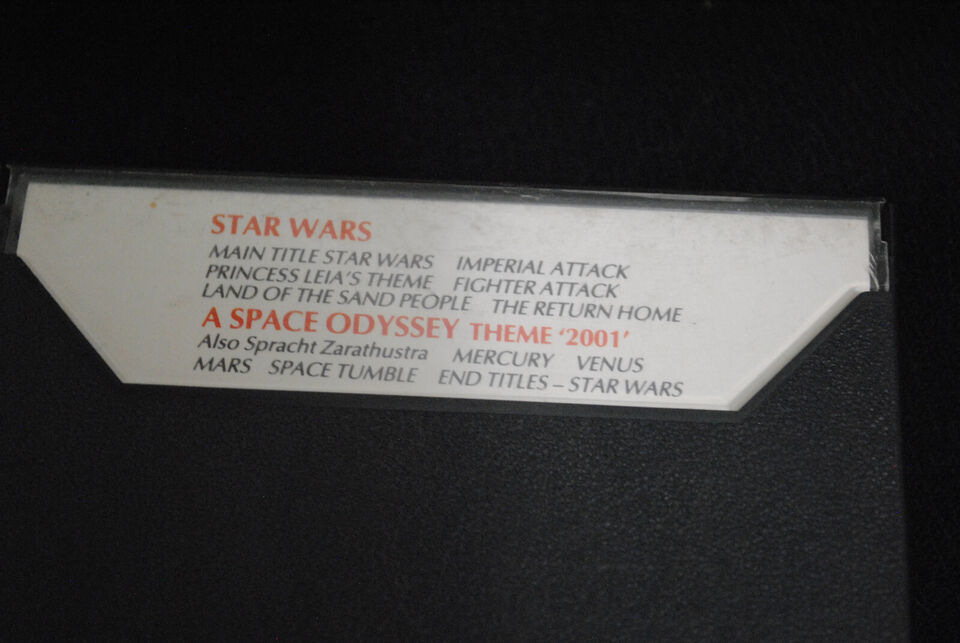 STAR WARS
MAIN TITLE STAR WARS IMPERIAL ATTACK
PRINCESS LEIA'S THEME FIGHTER ATTACK
LAND OF THE SAND PEOPLE THE RETURN HOME
A SPACE ODYSSEY THEME '2001'
Also Spracht Zarathustra MERCURY VENUS
MARS SPACE TUMBLE END TITLES – STAR WARS